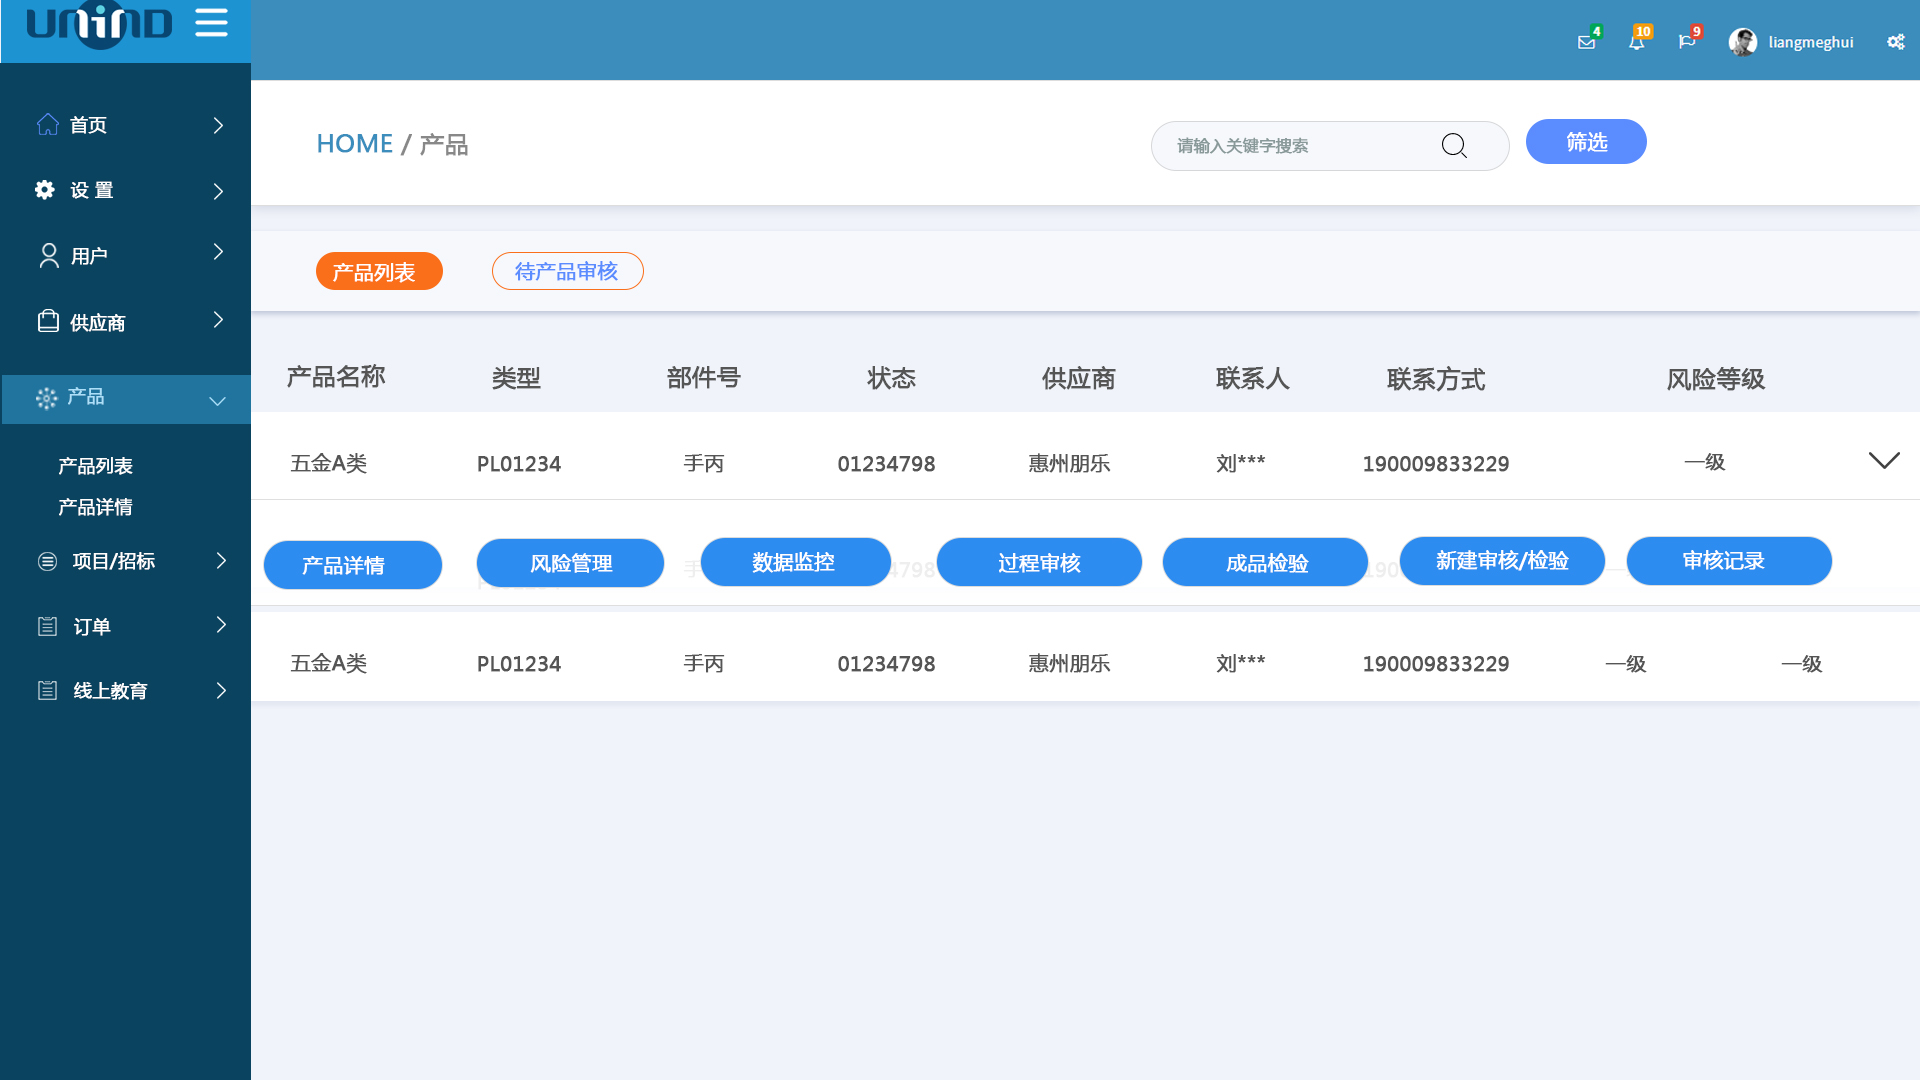 UNIND
4
10
9
liangmeghui
首页
设 置
用户
供应商
产品
产品列表
产品详情
项目/招标
订单
线上教育
HOME / 产品
请输入关键字搜索
筛选
产品列表
待产品审核
产品名称 类型 部件号 状态 供应商 联系人 联系方式 风险等级
五金A类 PL01234 手丙 01234798 惠州朋乐 刘*** 190009833229 一级
产品详情 风险管理 数据监控 过程审核 成品检验 新建审核/检验 审核记录
五金A类 PL01234 手丙 01234798 惠州朋乐 刘*** 190009833229 一级 一级